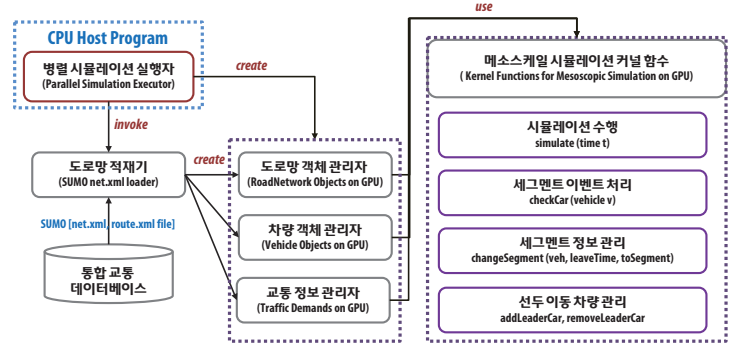 CPU Host Program
병렬 시뮬레이션 실행자
(Parallel Simulation Executor)
create
use
invoke
도로망 적재기
(SUMO net.xml loader)
create
SUMO [net.xml, route.xml file]
통합 교통
데이터베이스
도로망 객체 관리자
(RoadNetwork Objects on GPU)
차량 객체 관리자
(Vehicle Objects on GPU)
교통 정보 관리자
(Traffic Demands on GPU)
메소스케일 시뮬레이션 커널 함수
( Kernel Functions for Mesoscopic Simulation on GPU)
시뮬레이션 수행
simulate (time t)
세그먼트 이벤트 처리
checkCar (vehicle v)
세그먼트 정보 관리
changeSegment (veh, leaveTime, toSegment)
선두 이동 차량 관리
addLeaderCar, removeLeaderCar